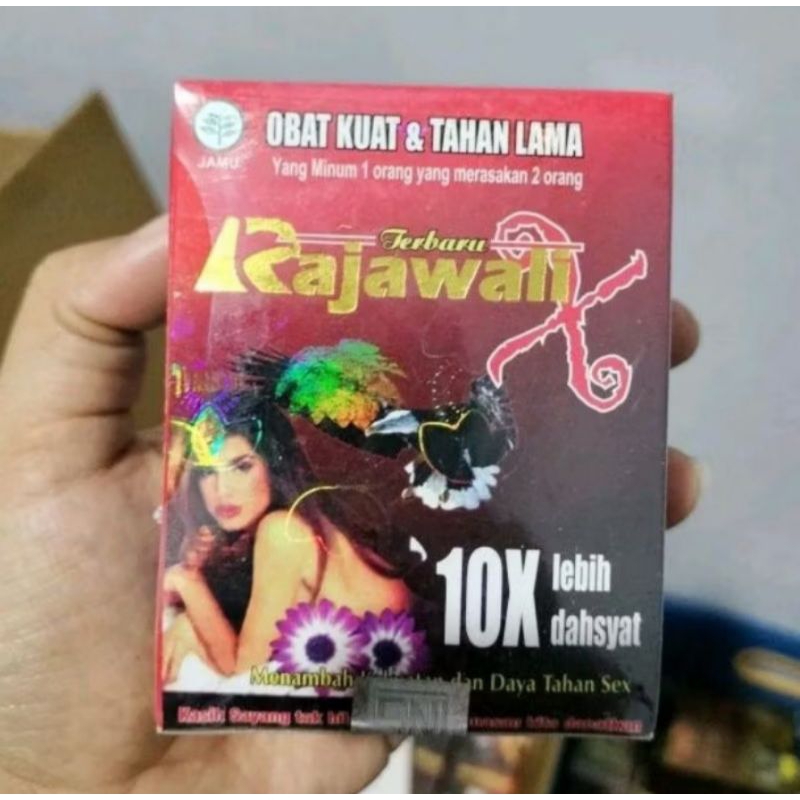 OBAT KUAT & TAHAN LAMA
JAMU
Yang Minum 1 orang yang merasakan 2 orang
Terbaru
Rajawali X
10X lebih
dahsyat
Menambah dan Daya Tahan Sex
Kasih Sayang tak